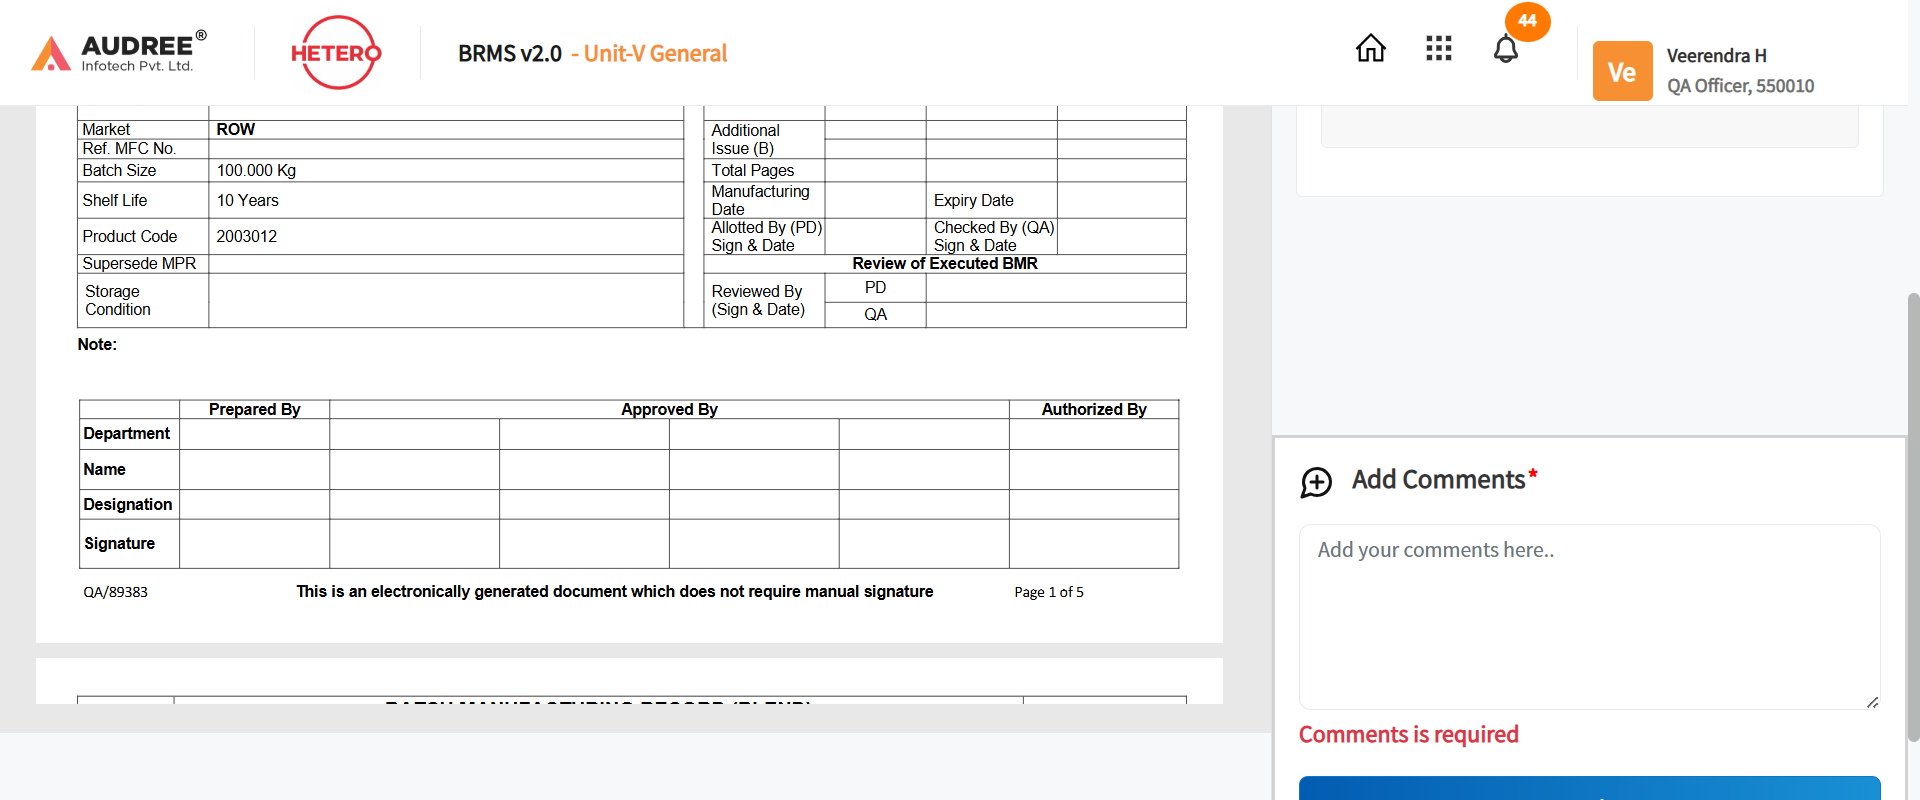 AUDREE®
Infotech Pvt. Ltd.
HETERO
BRMS v2.0 - Unit-V General
44
Ve
Veerendra H
QA Officer, 550010
Market ROW
Ref. MFC No.
Batch Size 100.000 Kg
Shelf Life 10 Years
Product Code 2003012
Supersede MPR
Storage
Condition
Additional
Issue (B)
Total Pages
Manufacturing
Date
Expiry Date
Allotted By (PD)
Sign & Date
Checked By (QA)
Sign & Date
Review of Executed BMR
Reviewed By
(Sign & Date)
PD
QA
Note:
Prepared By Approved By Authorized By
Department
Name
Designation
Signature
QA/89383 This is an electronically generated document which does not require manual signature Page 1 of 5
BATCH MANUFACTURING RECORD (BLEND)
Add Comments*
Add your comments here..
Comments is required